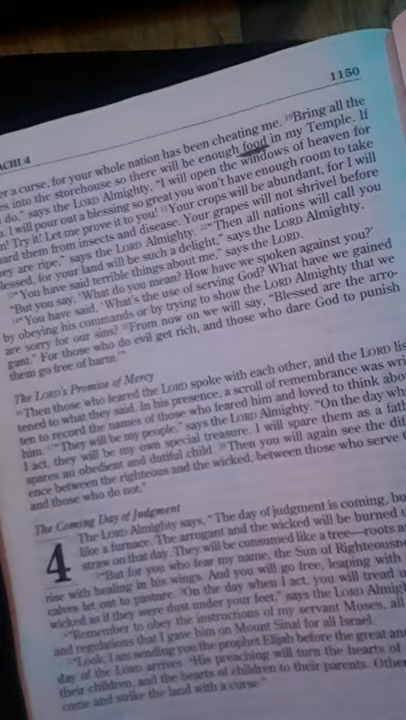 1150
ACHI 4
er a curse, for your whole nation has been cheating me. 10Bring all the
es into the storehouse so there will be enough food in my Temple. If
do," says the LORD Almighty, "I will open the windows of heaven for
I will pour out a blessing so great you won't have enough room to take
n! Try it! Let me prove it to you! 11Your crops will be abundant, for I will
ard them from insects and disease. Your grapes will not shrivel before
ey are ripe," says the LORD Almighty. 12"Then all nations will call you
lessed, for your land will be such a delight," says the LORD Almighty.
13"You have said terrible things about me," says the LORD.
"But you say, 'What do you mean? How have we spoken against you?'
14"You have said, 'What's the use of serving God? What have we gained
by obeying his commands or by trying to show the LORD Almighty that we
are sorry for our sins? 15From now on we will say, "Blessed are the arro-
gant." For those who do evil get rich, and those who dare God to punish
them go free of harm.'"
The LORD's Promise of Mercy
16Then those who feared the LORD spoke with each other, and the LORD lis
tened to what they said. In his presence, a scroll of remembrance was wri
ten to record the names of those who feared him and loved to think abo
him. 17"They will be my people," says the LORD Almighty. "On the day wh
I act, they will be my own special treasure. I will spare them as a fath
spares an obedient and dutiful child. 18Then you will again see the dif
ence between the righteous and the wicked, between those who serve
and those who do not."
The Coming Day of Judgment
4 The LORD Almighty says, "The day of judgment is coming, bu
like a furnace. The arrogant and the wicked will be burned u
straw on that day. They will be consumed like a tree—roots a
2"But for you who fear my name, the Sun of Righteousne
rise with healing in his wings. And you will go free, leaping with
calves let out to pasture. 3On the day when I act, you will tread u
wicked as if they were dust under your feet," says the LORD Almigh
4"Remember to obey the instructions of my servant Moses, all
and regulations that I gave him on Mount Sinai for all Israel.
5"Look, I am sending you the prophet Elijah before the great an
day of the LORD arrives. 6His preaching will turn the hearts of
their children, and the hearts of children to their parents. Other
come and strike the land with a curse."